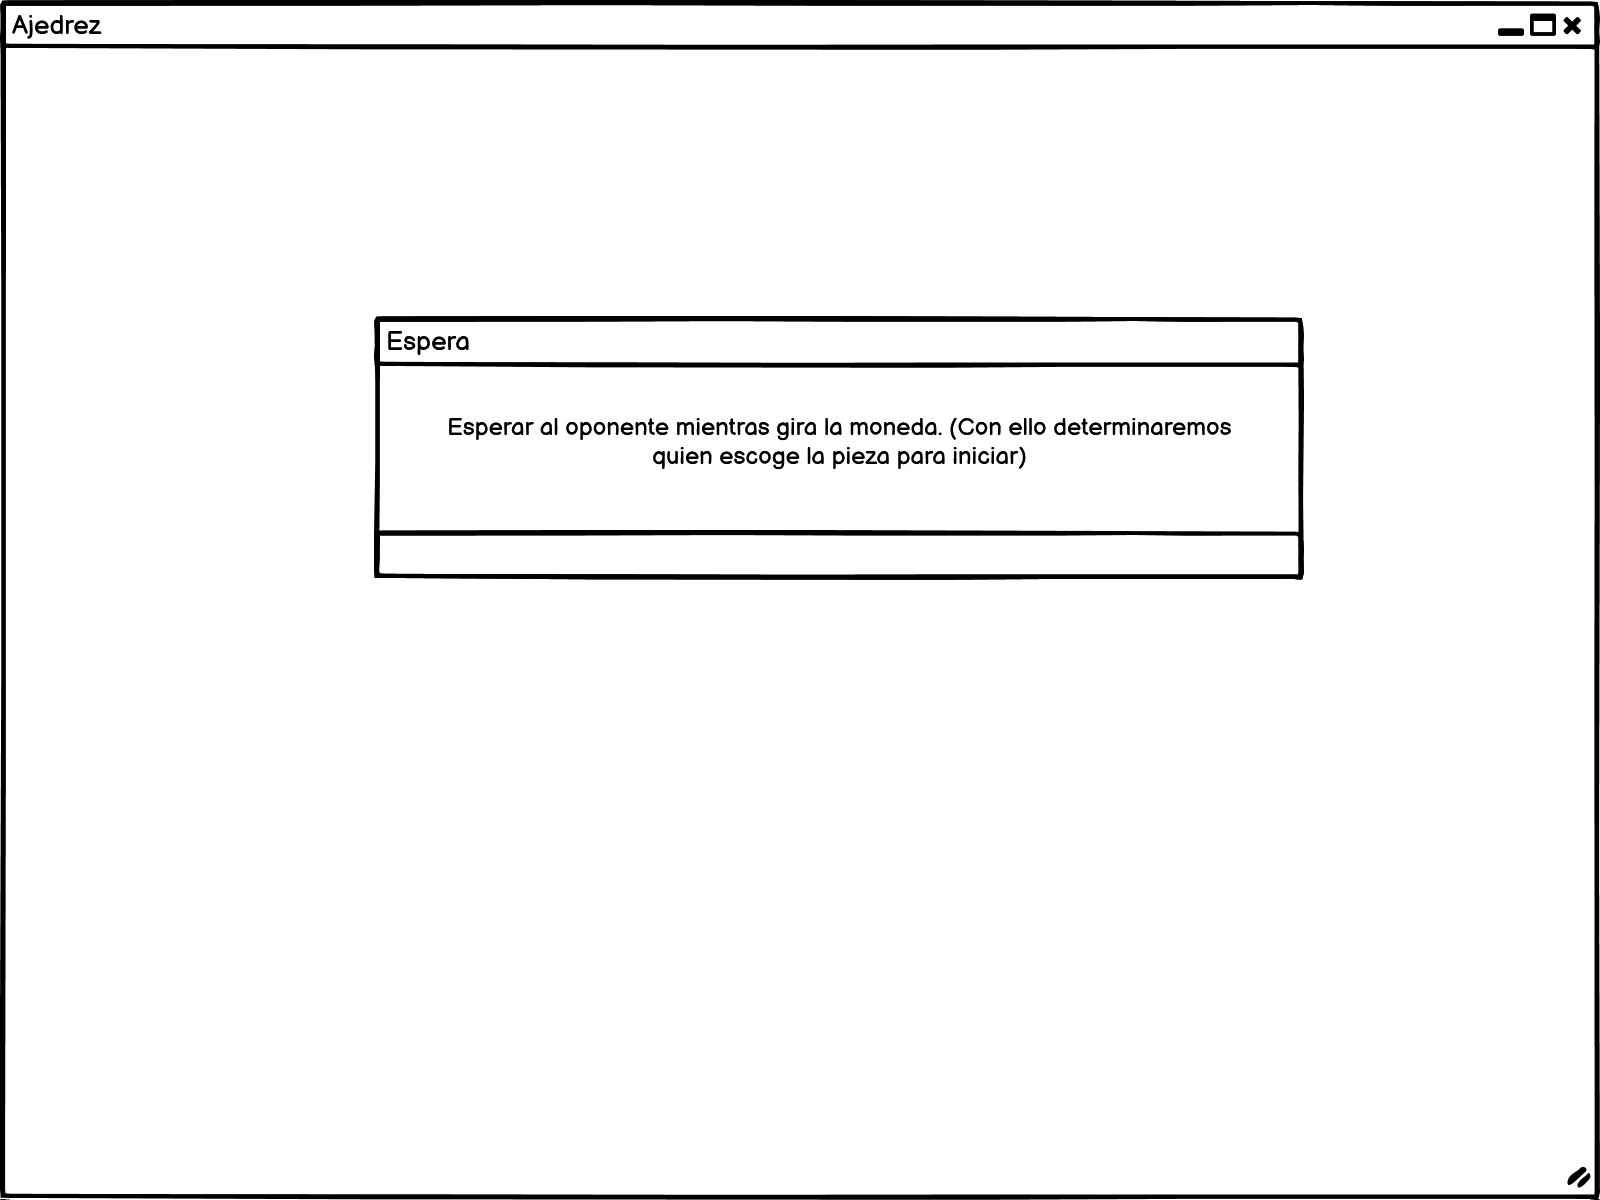 Ajedrez
Espera
Esperar al oponente mientras gira la moneda. (Con ello determinaremos
quien escoge la pieza para iniciar)